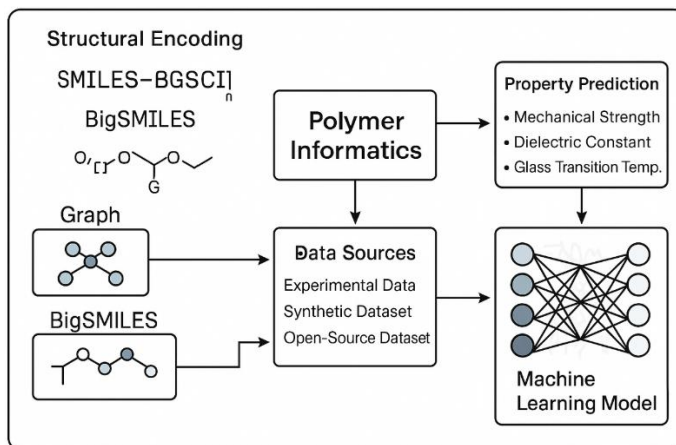 Structural Encoding
SMILES-BGSCI]n
BigSMILES
O [] O O
G
Graph
BigSMILES
Polymer
Informatics
Data Sources
Experimental Data
Synthetic Dataset
Open-Source Dataset
Property Prediction
• Mechanical Strength
• Dielectric Constant
• Glass Transition Temp.
Machine
Learning Model